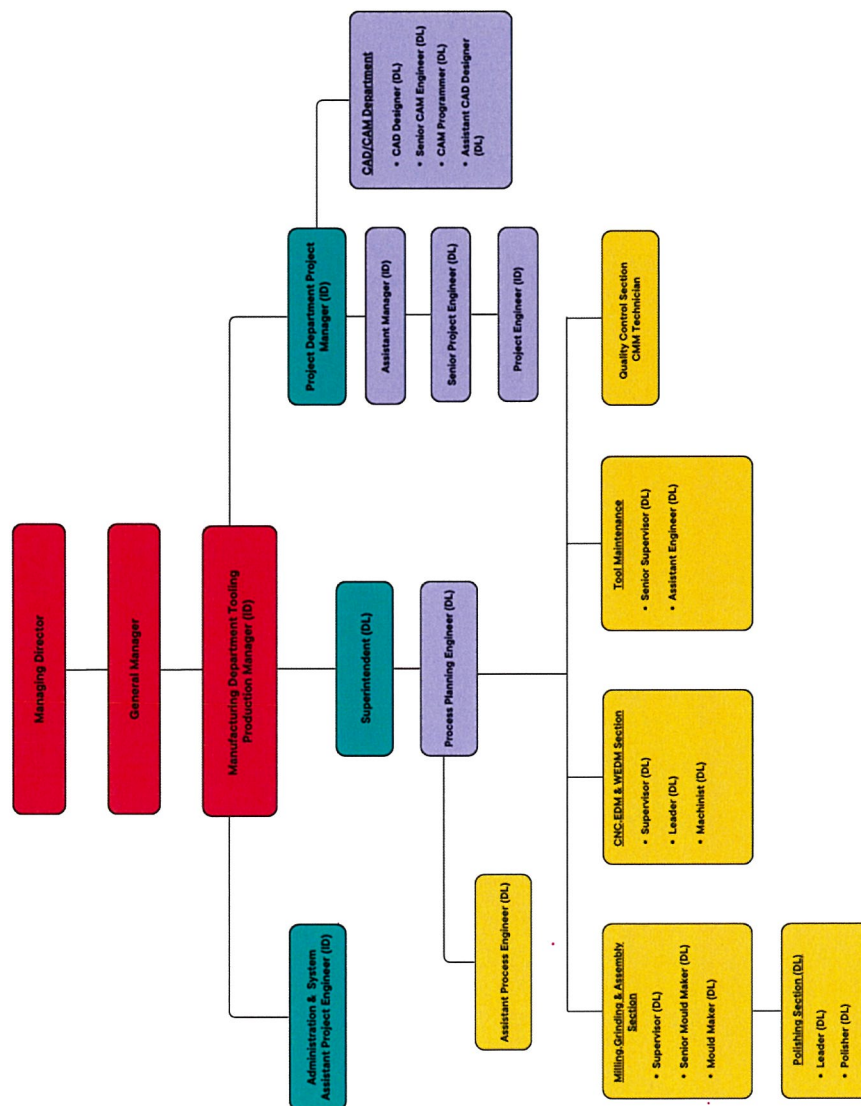 Managing Director
General Manager
Manufacturing Department Tooling
Production Manager (ID)
Administration & System
Assistant Project Engineer (ID)
Superintendent (DL)
Project Department Project
Manager (ID)
Assistant Manager (ID)
Senior Project Engineer (DL)
Project Engineer (ID)
CAD/CAM Department
• CAD Designer (DL)
• Senior CAM Engineer (DL)
• CAM Programmer (DL)
• Assistant CAD Designer
(DL)
Process Planning Engineer (DL)
Assistant Process Engineer (DL)
Milling,Grinding & Assembly
Section
• Supervisor (DL)
• Senior Mould Maker (DL)
• Mould Maker (DL)
CNC.EDM & WEDM Section
• Supervisor (DL)
• Leader (DL)
• Machinist (DL)
Tool Maintenance
• Senior Supervisor (DL)
• Assistant Engineer (DL)
Quality Control Section
CMM Technician
Polishing Section (DL)
• Leader (DL)
• Polisher (DL)